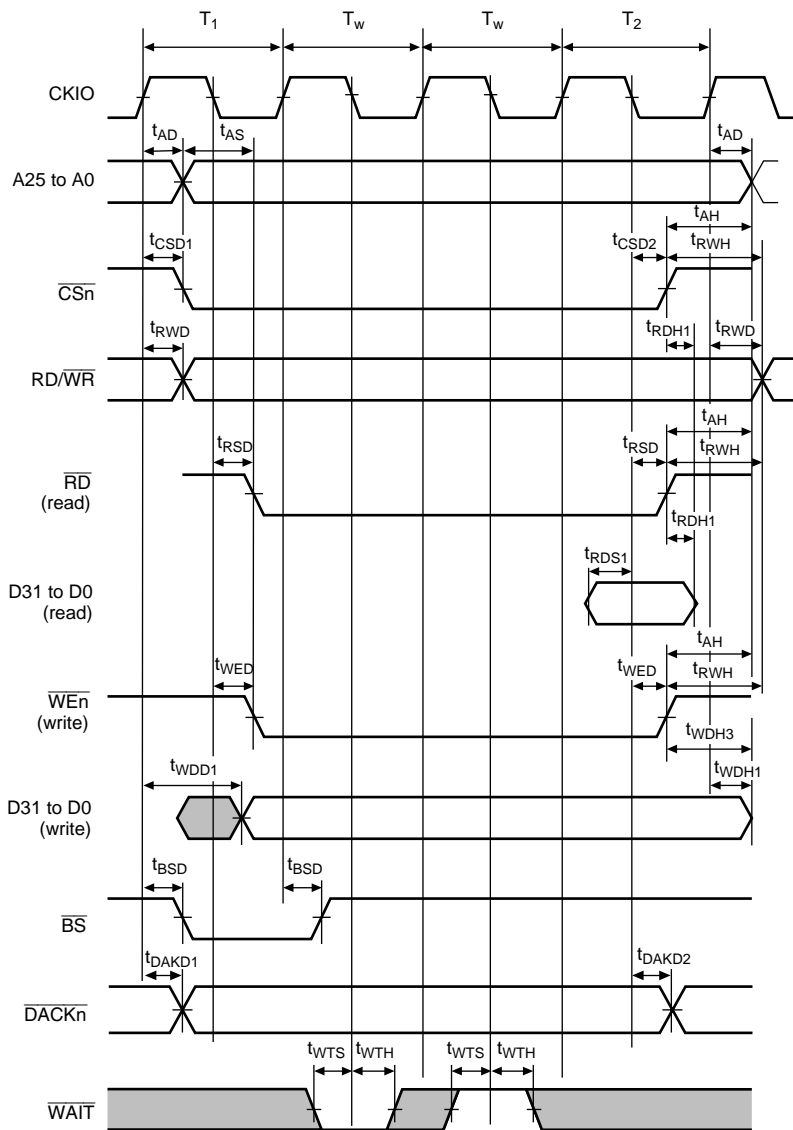 T1 Tw Tw T2
CKIO
tAD tAS tAD
A25 to A0
tAH
tCSD1 tCSD2 tRWH
CSn
tRWD tRDH1 tRWD
RD/WR
tAH
tRSD tRSD tRWH
RD
(read)
tRDH1
tRDS1
D31 to D0
(read)
tAH
tWED tWED tRWH
WEn
(write)
tWDH3
tWDD1 tWDH1
D31 to D0
(write)
tBSD tBSD
BS
tDAKD1 tDAKD2
DACKn
tWTS tWTH tWTS tWTH
WAIT